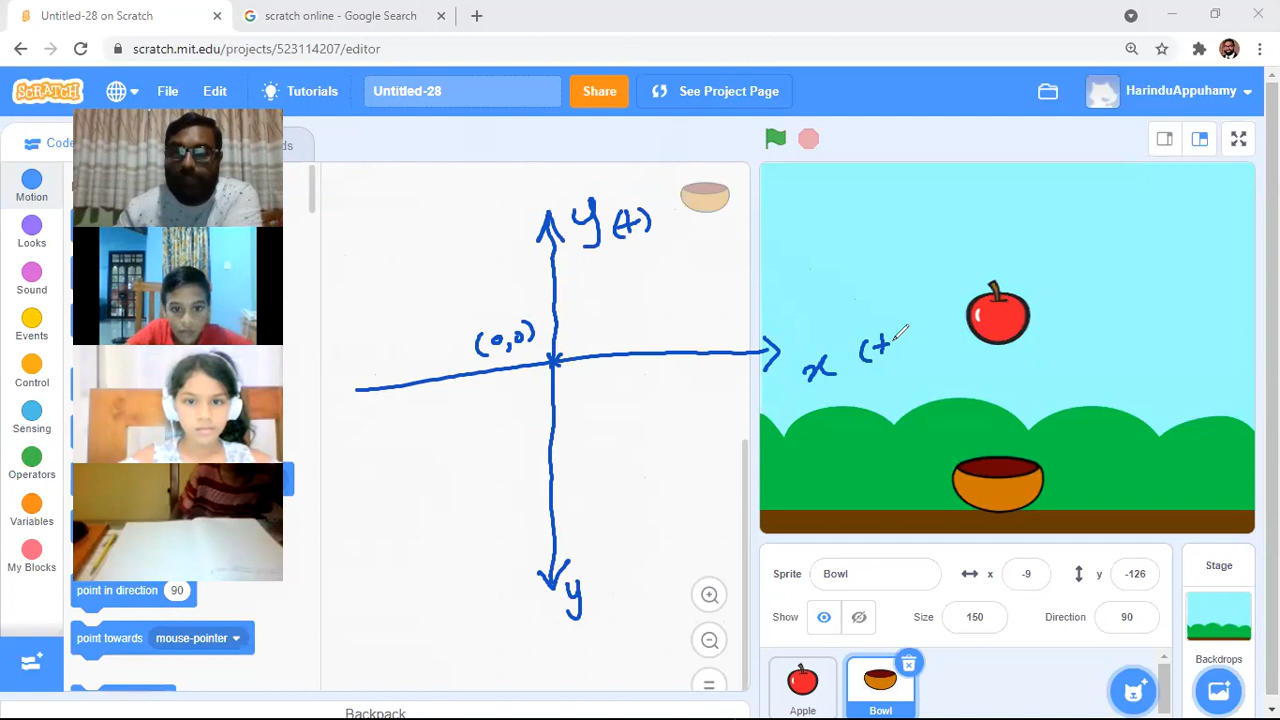 Untitled-28 on Scratch
scratch online - Google Search
scratch.mit.edu/projects/523114207/editor
SCRATCH
File
Edit
Tutorials
Untitled-28
Share
See Project Page
HarinduAppuhamy
Code
ds
Motion
Looks
Sound
Events
Control
Sensing
Operators
Variables
My Blocks
y (+)
(0,0)
x (+
y
point in direction 90
point towards mouse-pointer
Sprite Bowl x -9 y -126
Show Size 150 Direction 90
Stage
Backdrops
Apple
Bowl
Backpack